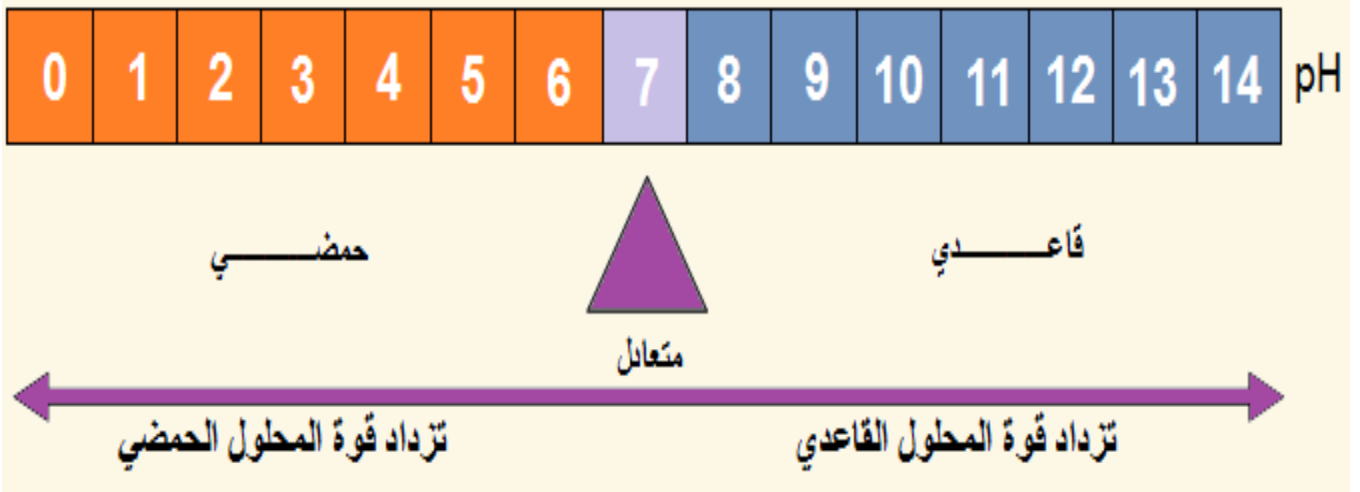 0 1 2 3 4 5 6 7 8 9 10 11 12 13 14 pH
قاعـــــــدي
حمضـــــــي
متعادل
تزداد قوة المحلول القاعدي
تزداد قوة المحلول الحمضي